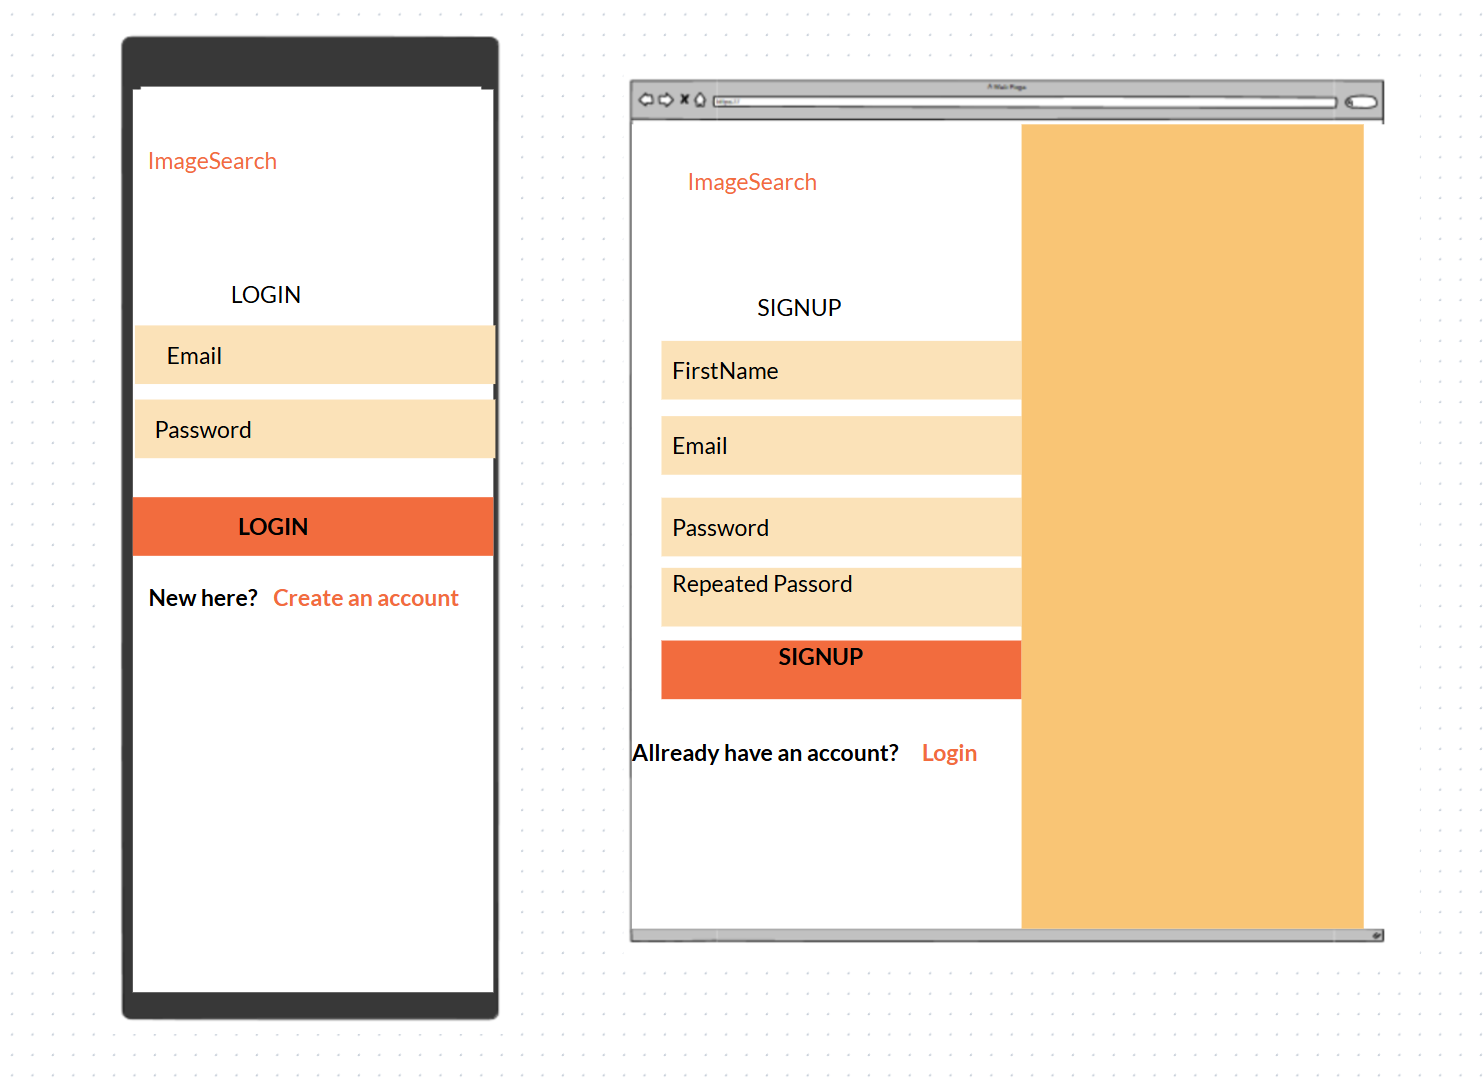 ImageSearch
LOGIN
Email
Password
LOGIN
New here? Create an account
A Web Page
https://
ImageSearch
SIGNUP
FirstName
Email
Password
Repeated Passord
SIGNUP
Allready have an account? Login